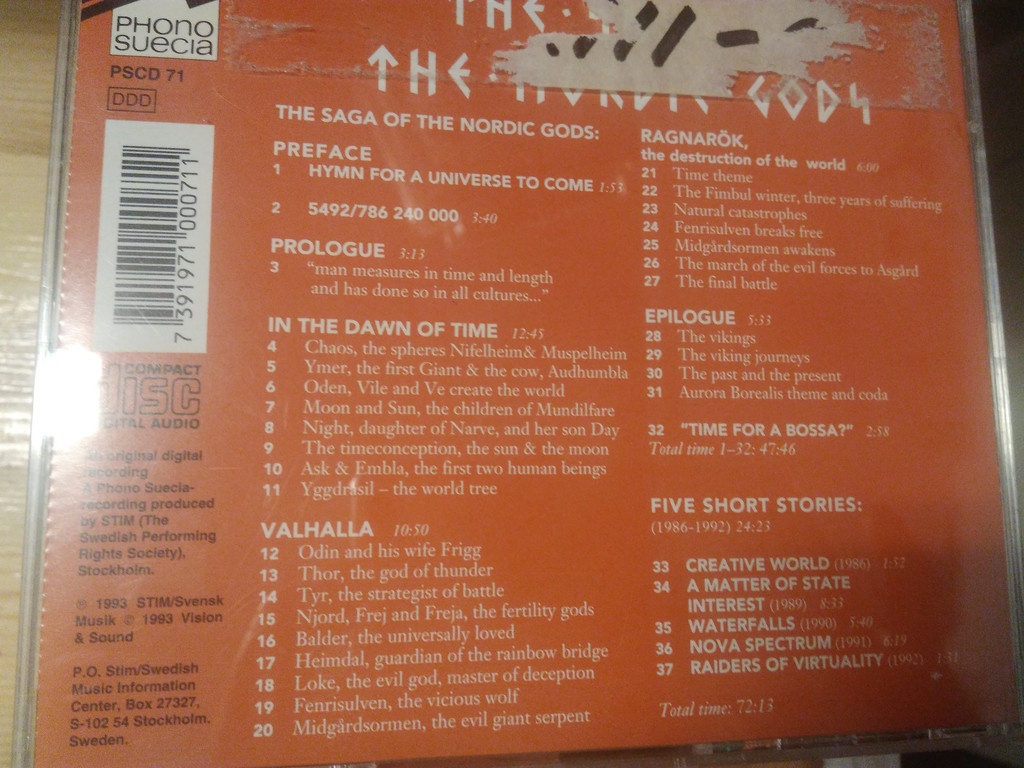 PHONO
SUECIA
PSCD 71
DDD
7 391971 000711
COMPACT
DISC
DIGITAL AUDIO
An original digital
recording
A Phono Suecia-
recording produced
by STIM (The
Swedish Performing
Rights Society),
Stockholm.
℗ 1993 STIM/Svensk
Musik © 1993 Vision
& Sound
P.O. Stim/Swedish
Music Information
Center, Box 27327,
S-102 54 Stockholm.
Sweden.
THE
THE NORDIC GODS
THE SAGA OF THE NORDIC GODS:
PREFACE
1 HYMN FOR A UNIVERSE TO COME 1:53
2 5492/786 240 000 3:40
PROLOGUE 3:13
3 "man measures in time and length
and has done so in all cultures..."
IN THE DAWN OF TIME 12:45
4 Chaos, the spheres Nifelheim& Muspelheim
5 Ymer, the first Giant & the cow, Audhumbla
6 Oden, Vile and Ve create the world
7 Moon and Sun, the children of Mundilfare
8 Night, daughter of Narve, and her son Day
9 The timeconception, the sun & the moon
10 Ask & Embla, the first two human beings
11 Yggdrasil – the world tree
VALHALLA 10:50
12 Odin and his wife Frigg
13 Thor, the god of thunder
14 Tyr, the strategist of battle
15 Njord, Frej and Freja, the fertility gods
16 Balder, the universally loved
17 Heimdal, guardian of the rainbow bridge
18 Loke, the evil god, master of deception
19 Fenrisulven, the vicious wolf
20 Midgårdsormen, the evil giant serpent
RAGNARÖK,
the destruction of the world 6:00
21 Time theme
22 The Fimbul winter, three years of suffering
23 Natural catastrophes
24 Fenrisulven breaks free
25 Midgårdsormen awakens
26 The march of the evil forces to Asgård
27 The final battle
EPILOGUE 5:33
28 The vikings
29 The viking journeys
30 The past and the present
31 Aurora Borealis theme and coda
32 "TIME FOR A BOSSA?" 2:58
Total time 1–32: 47:46
FIVE SHORT STORIES:
(1986-1992) 24:23
33 CREATIVE WORLD (1986) 1:52
34 A MATTER OF STATE
INTEREST (1989) 8:33
35 WATERFALLS (1990) 5:40
36 NOVA SPECTRUM (1991) 6:19
37 RAIDERS OF VIRTUALITY (1992) 1:31
Total time: 72:13